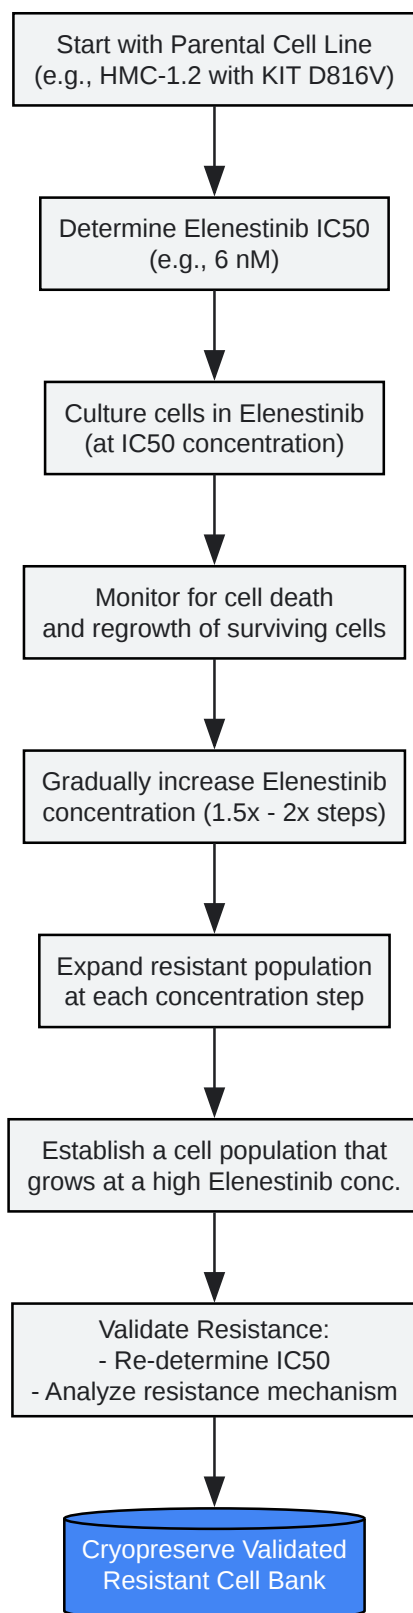 Start with Parental Cell Line
(e.g., HMC-1.2 with KIT D816V)
Determine Elenestinib IC50
(e.g., 6 nM)
Culture cells in Elenestinib
(at IC50 concentration)
Monitor for cell death
and regrowth of surviving cells
Gradually increase Elenestinib
concentration (1.5x - 2x steps)
Expand resistant population
at each concentration step
Establish a cell population that
grows at a high Elenestinib conc.
Validate Resistance:
- Re-determine IC50
- Analyze resistance mechanism
Cryopreserve Validated
Resistant Cell Bank